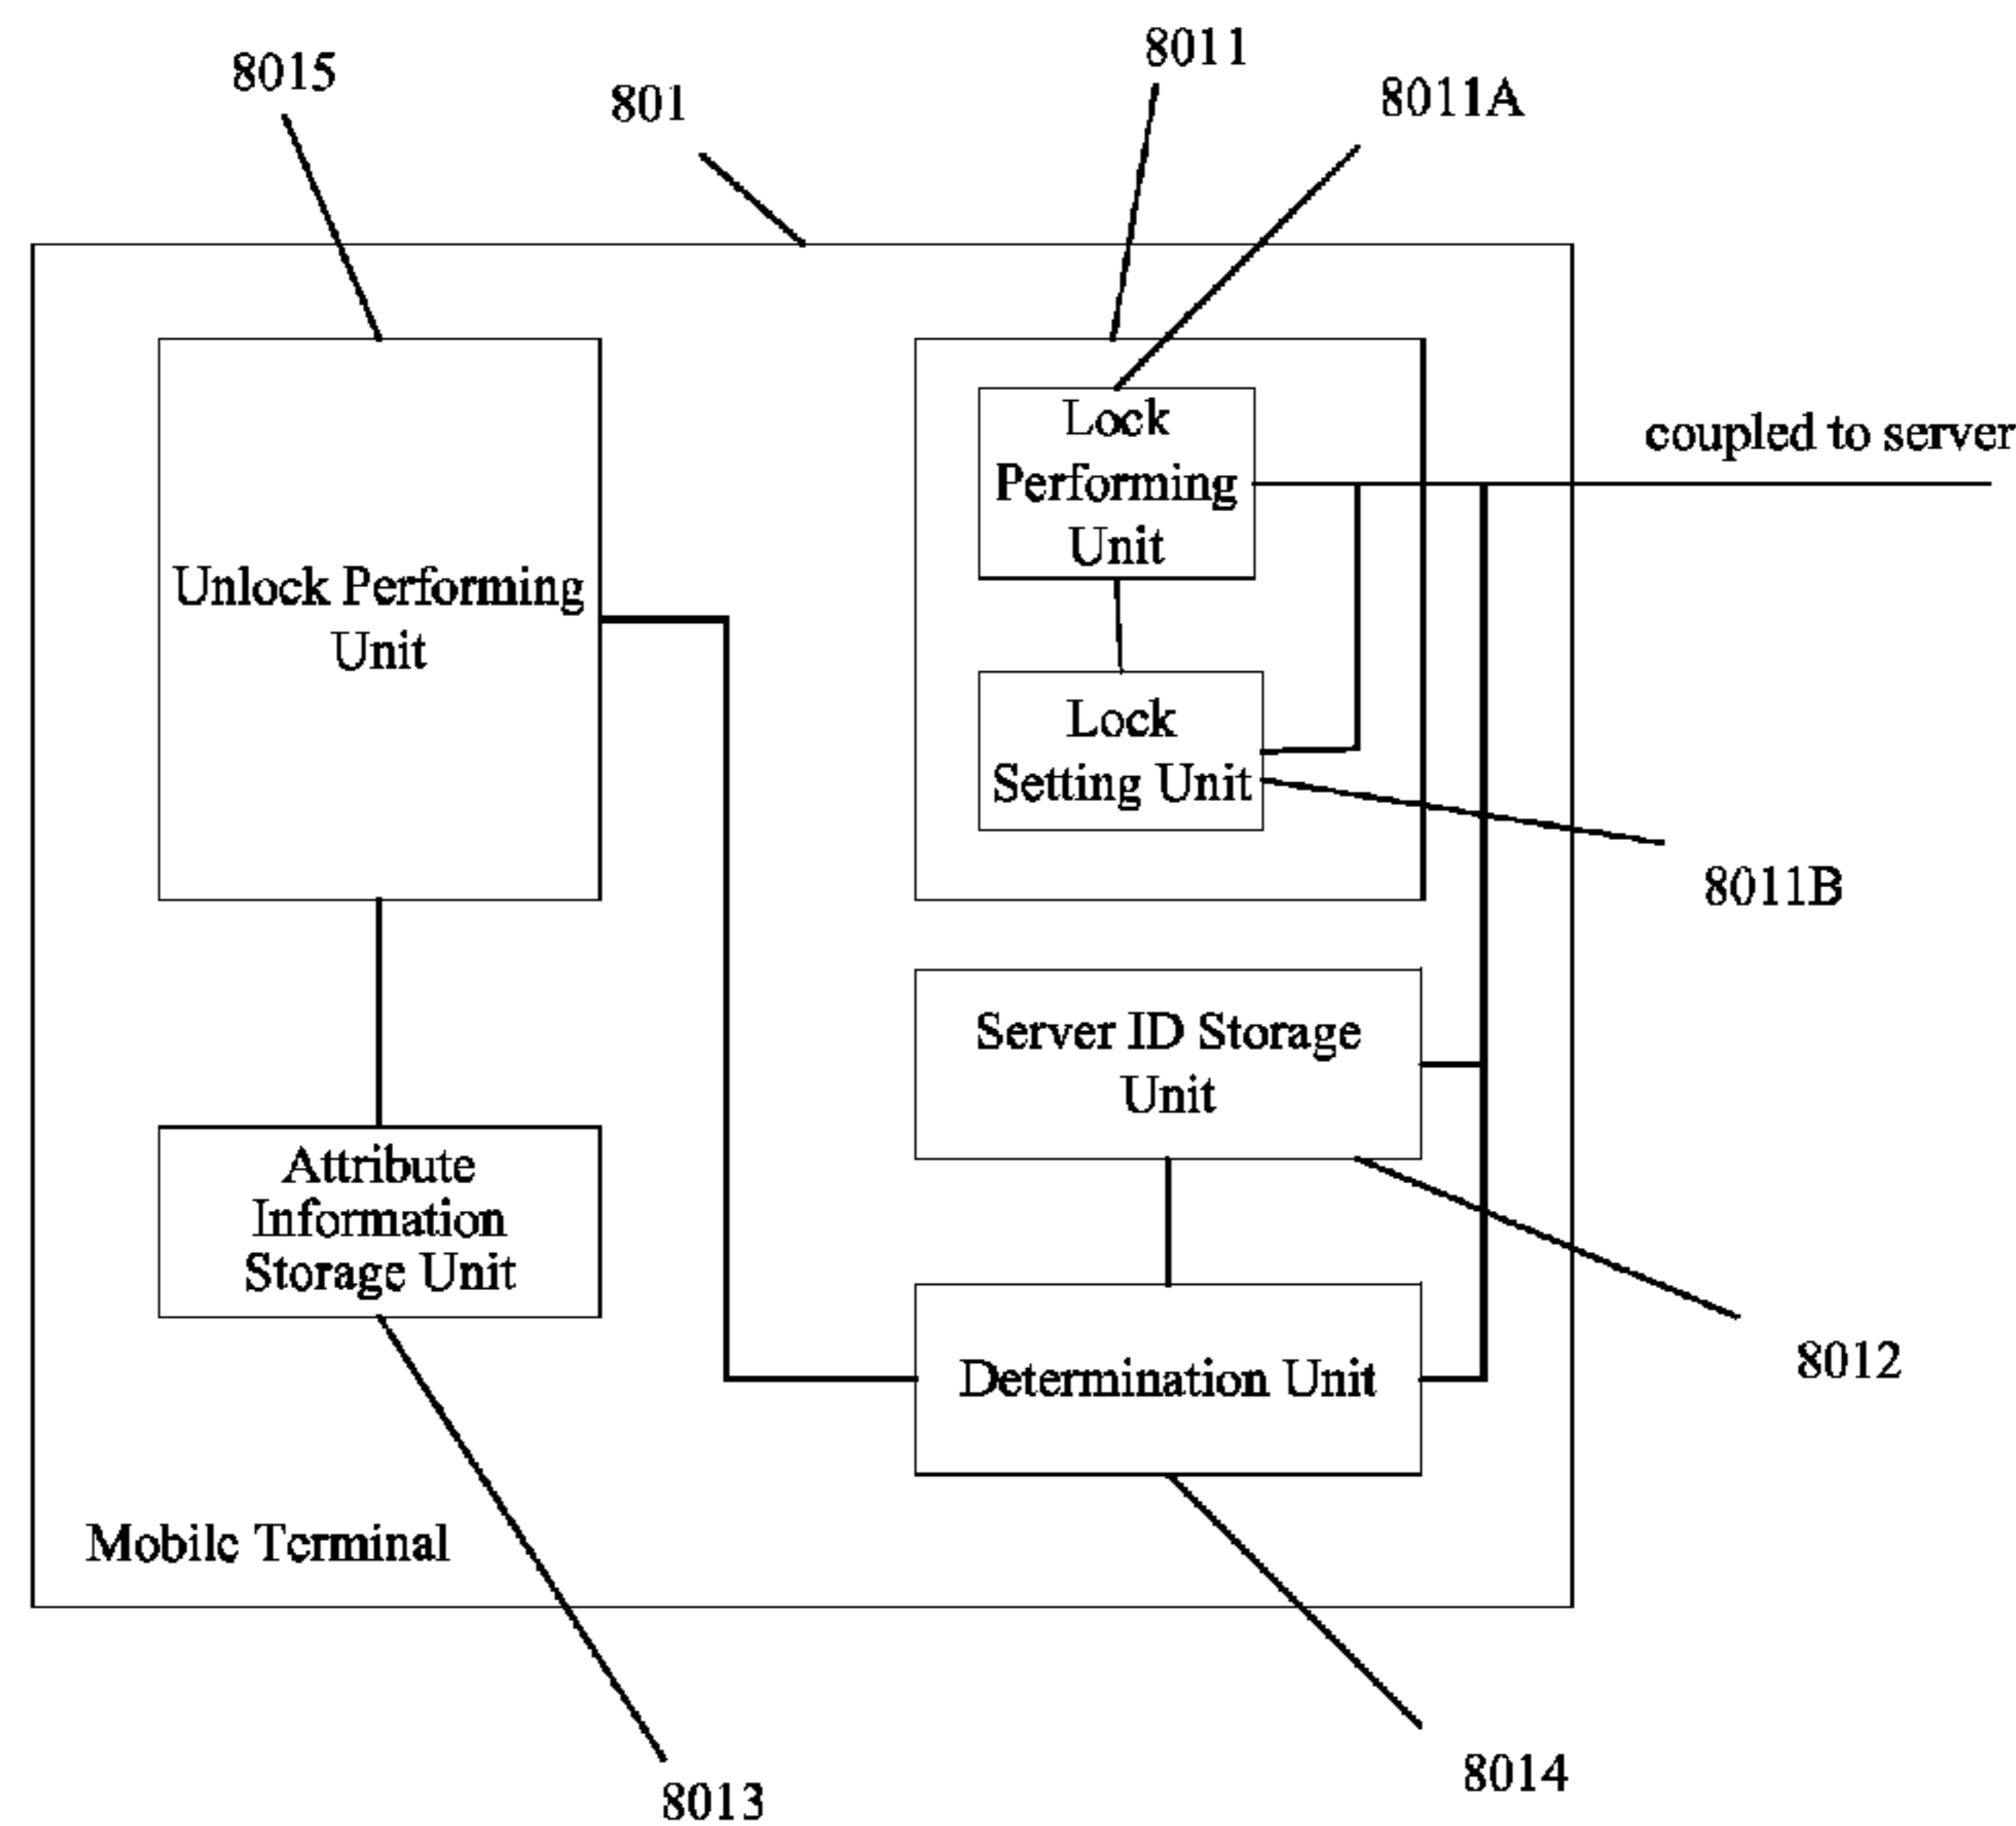 8015
801
8011
8011A
Lock
Performing
Unit
coupled to server
Unlock Performing
Unit
Lock
Setting Unit
8011B
Server ID Storage
Unit
Attribute
Information
Storage Unit
Determination Unit
8012
Mobile Terminal
8013
8014